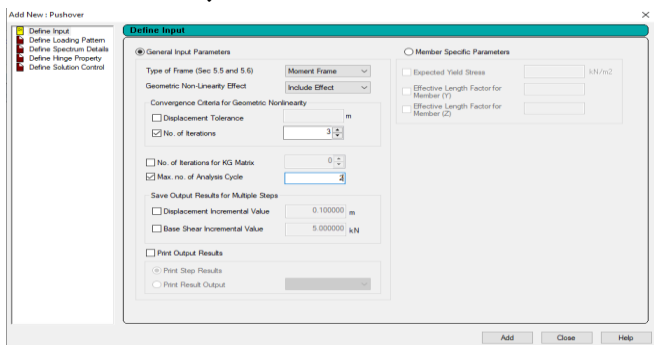 Add New : Pushover
Define Input
Define Loading Pattern
Define Spectrum Details
Define Hinge Property
Define Solution Control
Define Input
General Input Parameters
Type of Frame (Sec 5.5 and 5.6) Moment Frame
Geometric Non-Linearity Effect Include Effect
Convergence Criteria for Geometric Nonlinearity
Displacement Tolerance m
No. of Iterations 3
No. of Iterations for KG Matrix 0
Max. no. of Analysis Cycle 2
Save Output Results for Multiple Steps
Displacement Incremental Value 0.100000 m
Base Shear Incremental Value 5.000000 kN
Print Output Results
Print Step Results
Print Result Output
Member Specific Parameters
Expected Yield Stress kN/m2
Effective Length Factor for
Member (Y)
Effective Length Factor for
Member (Z)
Add Close Help